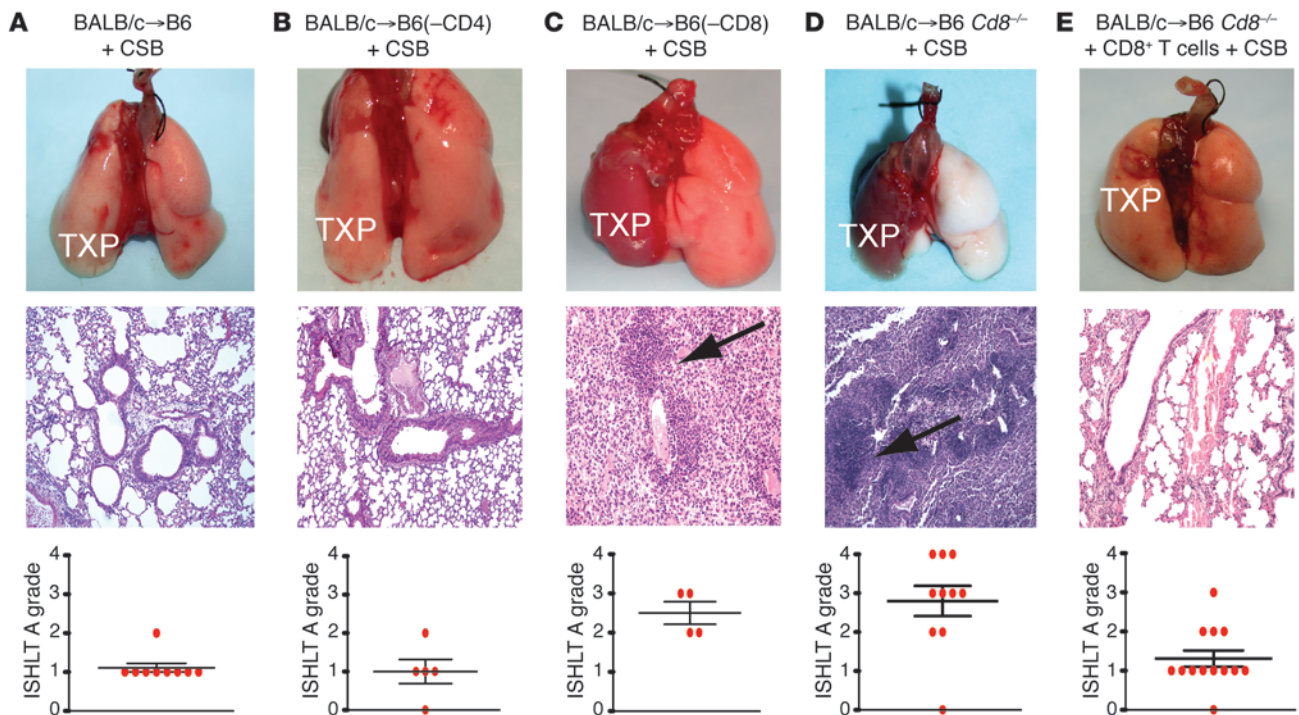 A
BALB/c→B6
+ CSB
B
BALB/c→B6(–CD4)
+ CSB
C
BALB/c→B6(–CD8)
+ CSB
D
BALB/c→B6 Cd8–/–
+ CSB
E
BALB/c→B6 Cd8–/–
+ CD8+ T cells + CSB
TXP
TXP
TXP
TXP
TXP
ISHLT A grade
4
3
2
1
0
ISHLT A grade
4
3
2
1
0
ISHLT A grade
4
3
2
1
0
ISHLT A grade
4
3
2
1
0
ISHLT A grade
4
3
2
1
0